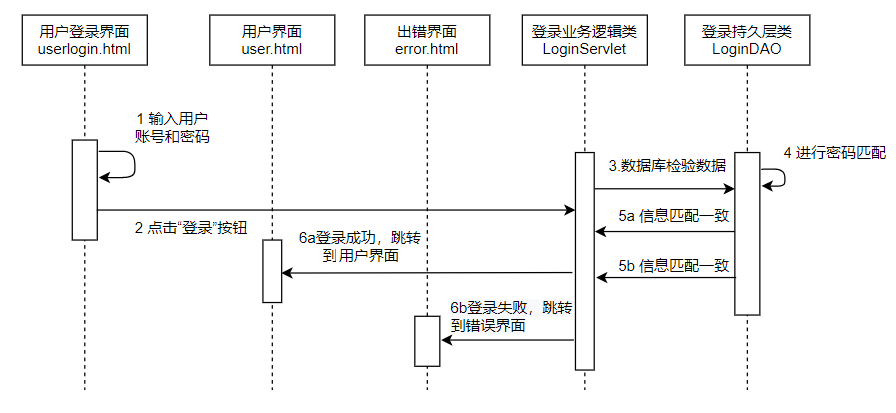 用户登录界面
userlogin.html
用户界面
user.html
出错界面
error.html
登录业务逻辑类
LoginServlet
登录持久层类
LoginDAO
1 输入用户
账号和密码
4 进行密码匹配
3.数据库检验数据
2 点击“登录”按钮
5a 信息匹配一致
6a登录成功，跳转
到用户界面
5b 信息匹配一致
6b登录失败，跳转
到错误界面